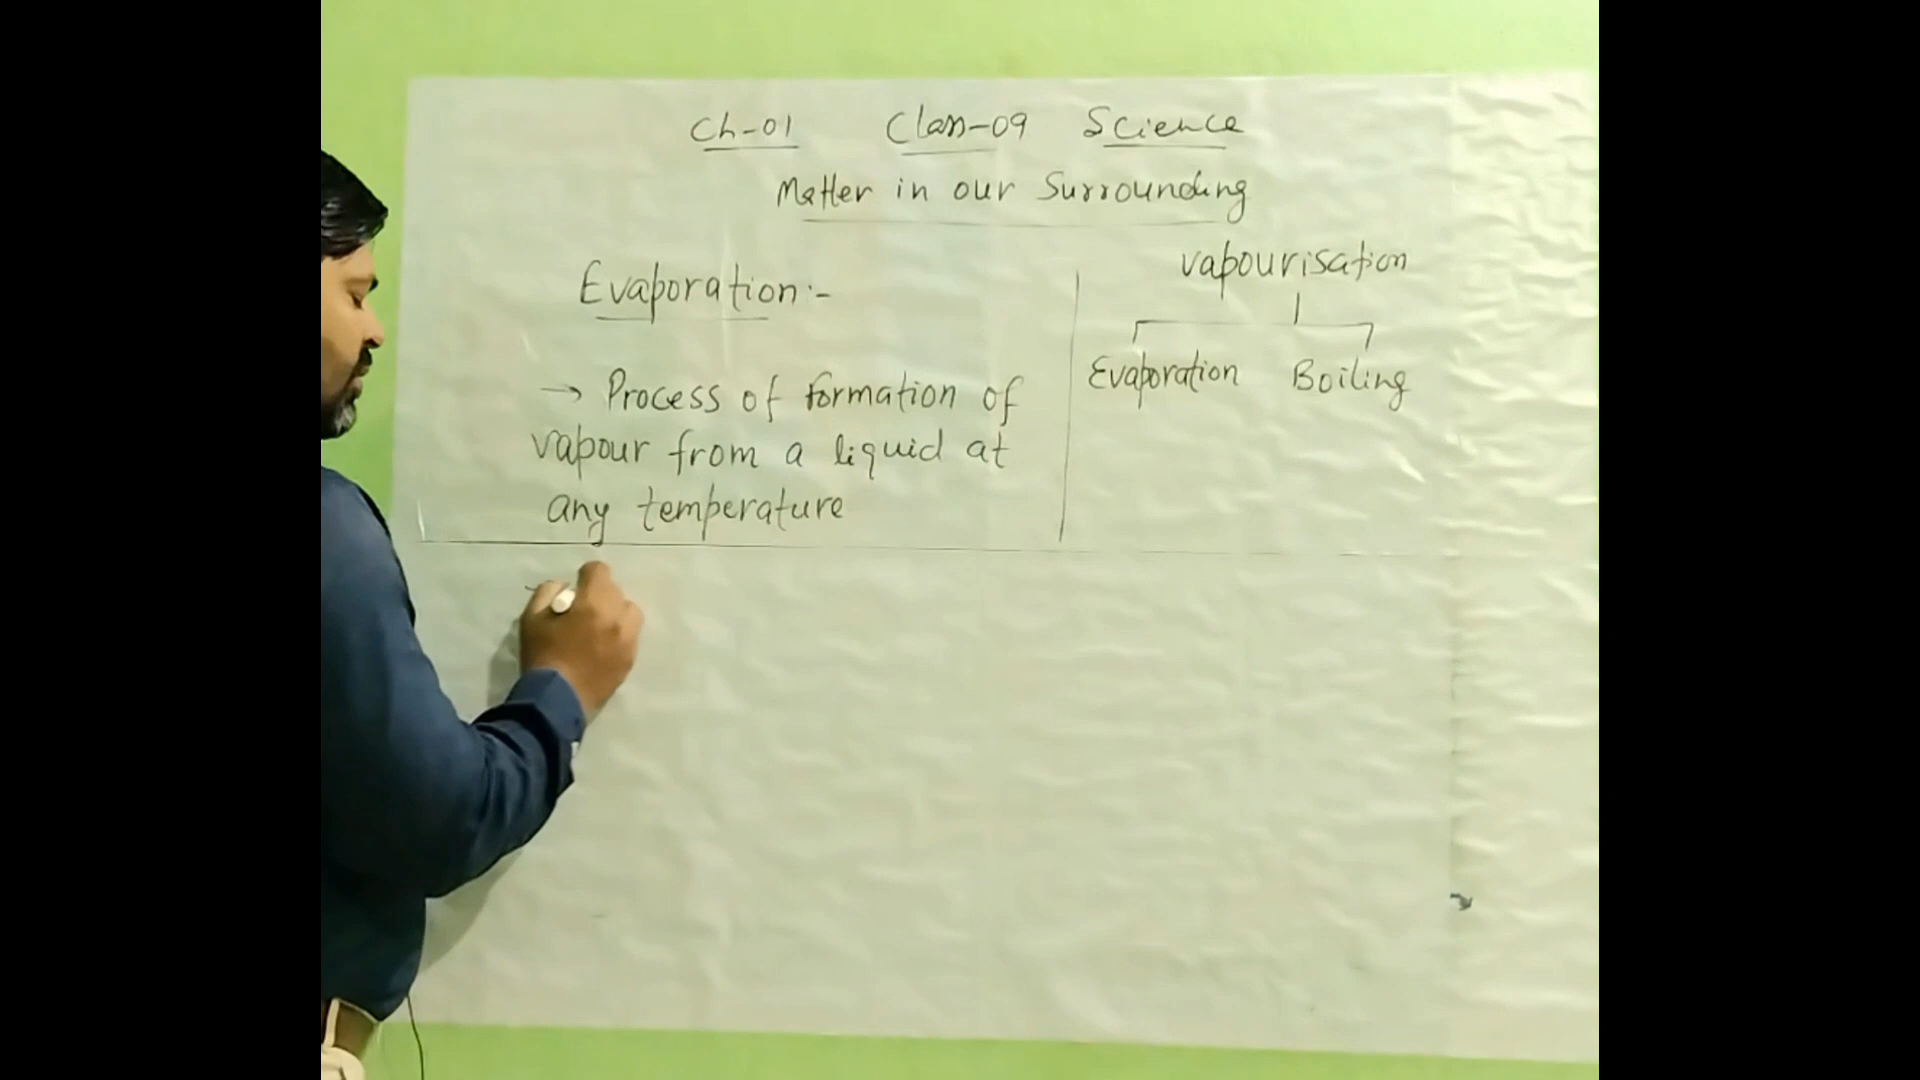 Ch-01 Class-09 Science
Matter in our Surrounding
Evaporation :-
→ Process of formation of
vapour from a liquid at
any temperature
vapourisation
Evaporation Boiling